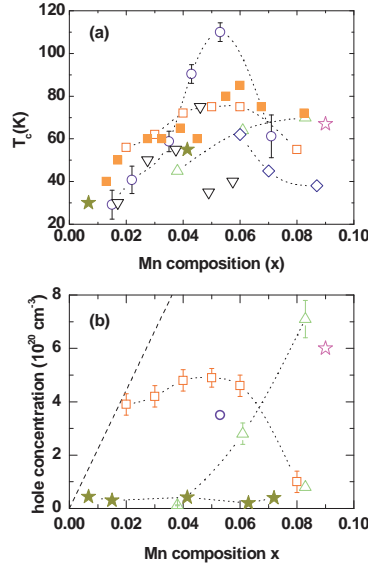 120
(a)
100
80
60
40
20
T_c(K)
0.00 0.02 0.04 0.06 0.08 0.10
Mn composition (x)
8
(b)
6
4
2
0
hole concentration (10^20 cm^-3)
0.00 0.02 0.04 0.06 0.08 0.10
Mn composition x